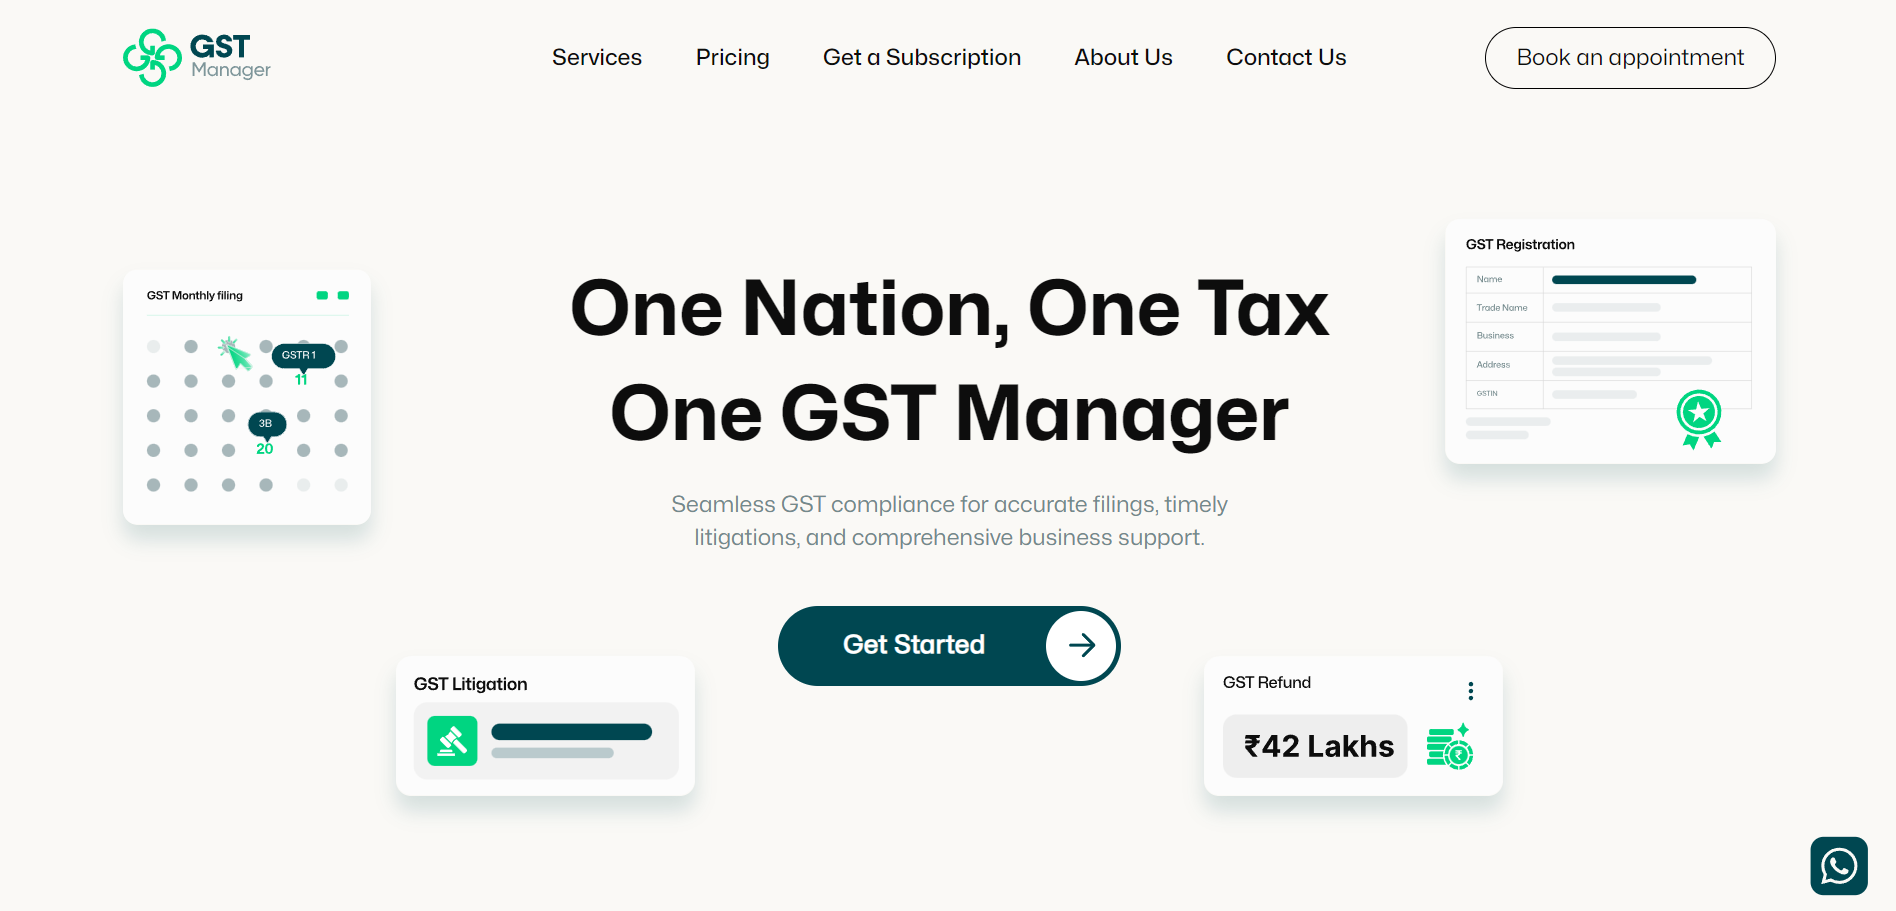 GST
Manager
Services
Pricing
Get a Subscription
About Us
Contact Us
Book an appointment
GST Monthly filing
GSTR 1
11
3B
20
One Nation, One Tax
One GST Manager
Seamless GST compliance for accurate filings, timely
litigations, and comprehensive business support.
Get Started
GST Registration
Name
Trade Name
Business
Address
GSTIN
GST Litigation
GST Refund
₹42 Lakhs
₹